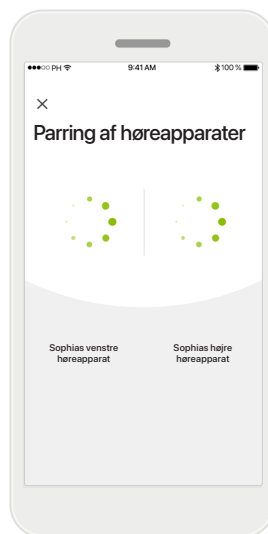 ●●●○○ PH 9:41 AM 100 %
Parring af høreapparater
Sophias venstre
høreapparat
Sophias højre
høreapparat